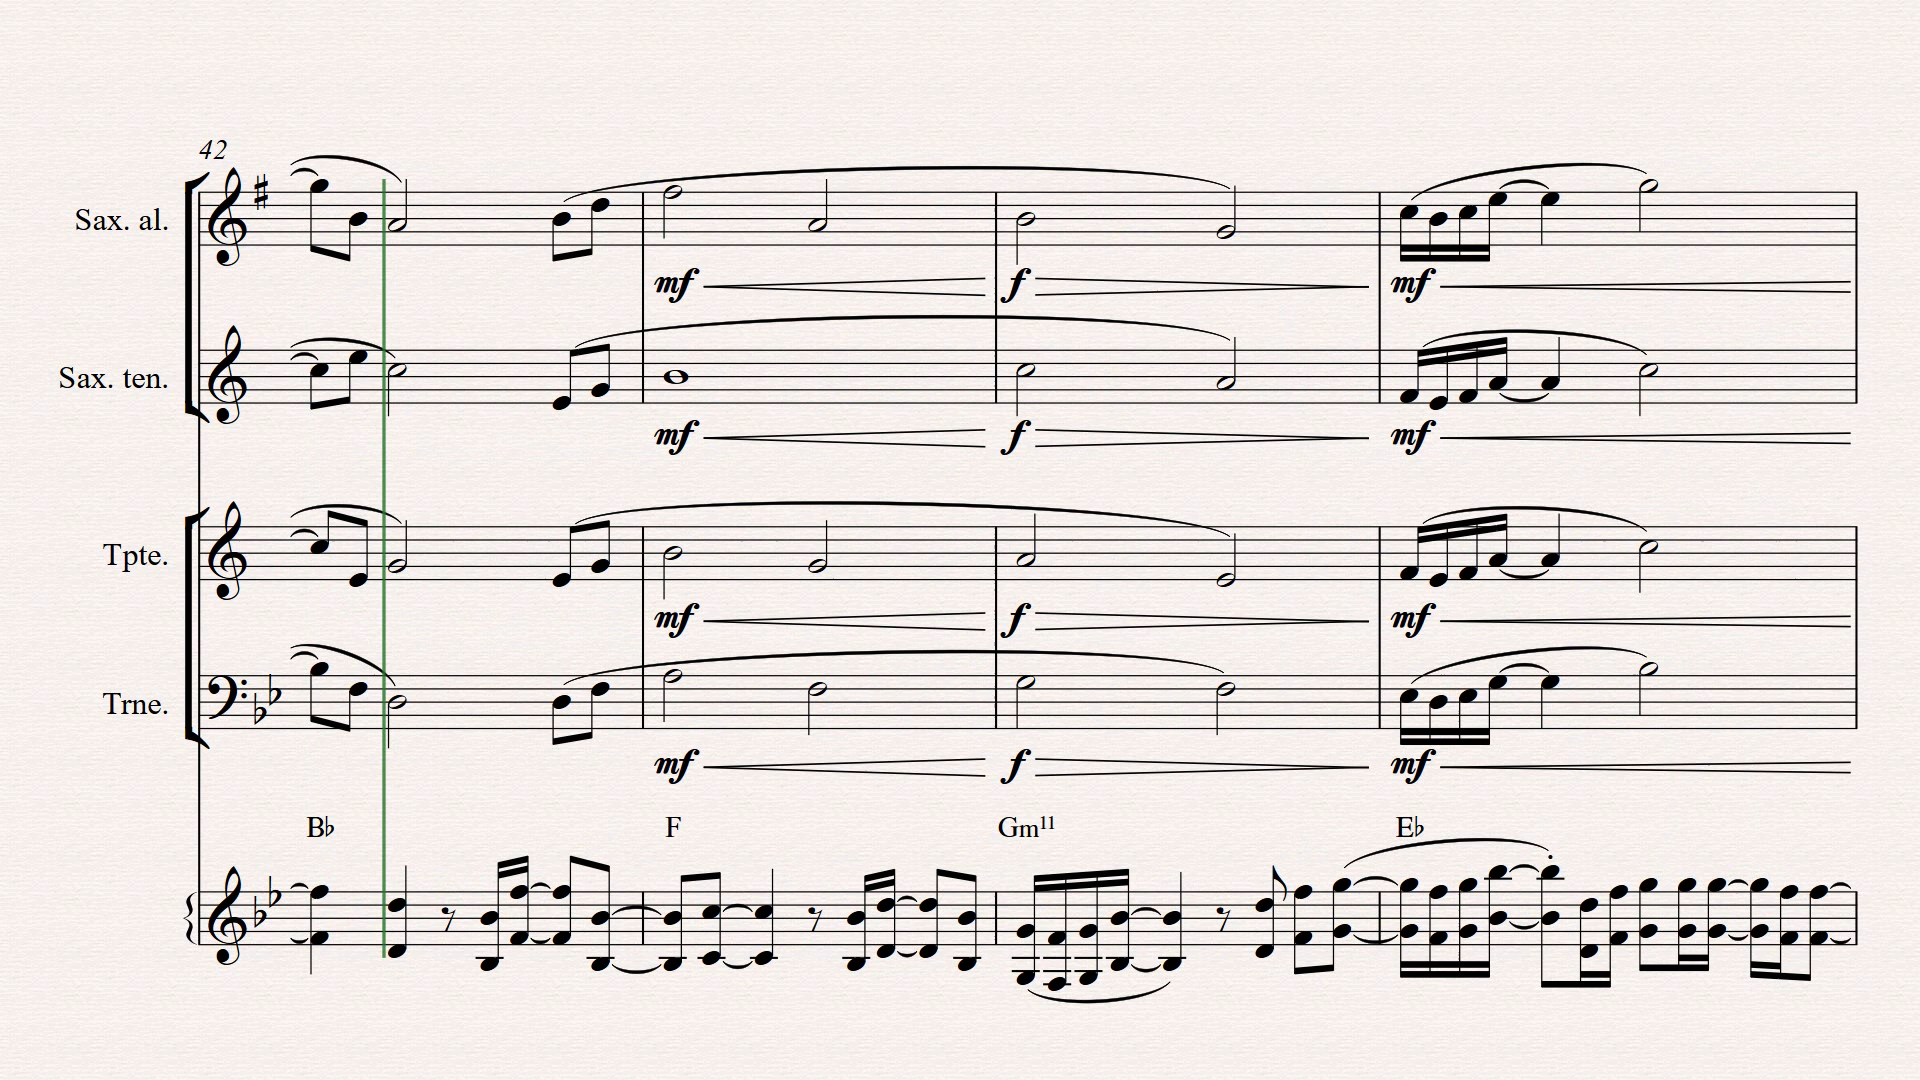 42
Sax. al.
mf f mf
Sax. ten.
mf f mf
Tpte.
mf f mf
Trne.
mf f mf
B♭ F Gm11 E♭